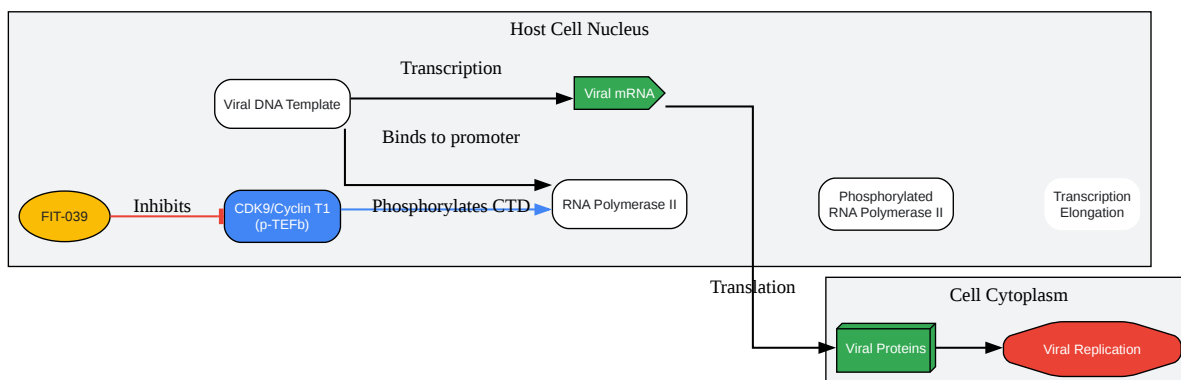 Host Cell Nucleus
Transcription
Viral DNA Template
Viral mRNA
Binds to promoter
FIT-039
Inhibits
CDK9/Cyclin T1
(p-TEFb)
Phosphorylates CTD
RNA Polymerase II
Phosphorylated
RNA Polymerase II
Transcription
Elongation
Translation
Cell Cytoplasm
Viral Proteins
Viral Replication